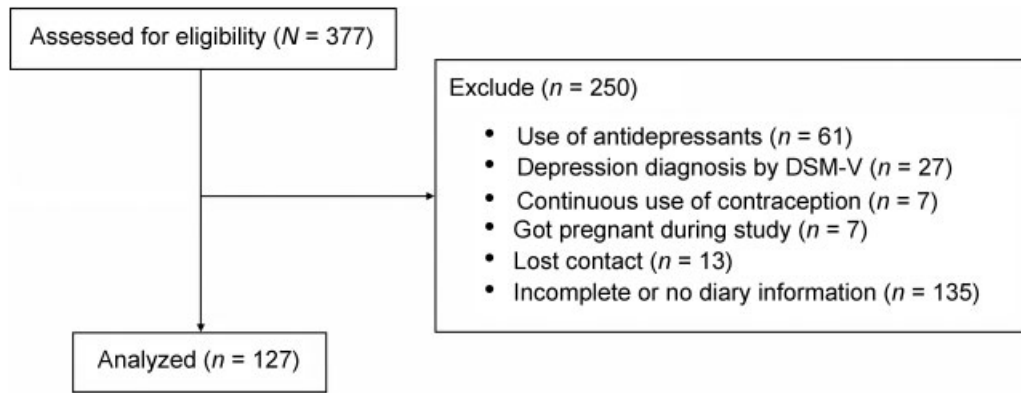 Assessed for eligibility (N = 377)
Exclude (n = 250)
• Use of antidepressants (n = 61)
• Depression diagnosis by DSM-V (n = 27)
• Continuous use of contraception (n = 7)
• Got pregnant during study (n = 7)
• Lost contact (n = 13)
• Incomplete or no diary information (n = 135)
Analyzed (n = 127)